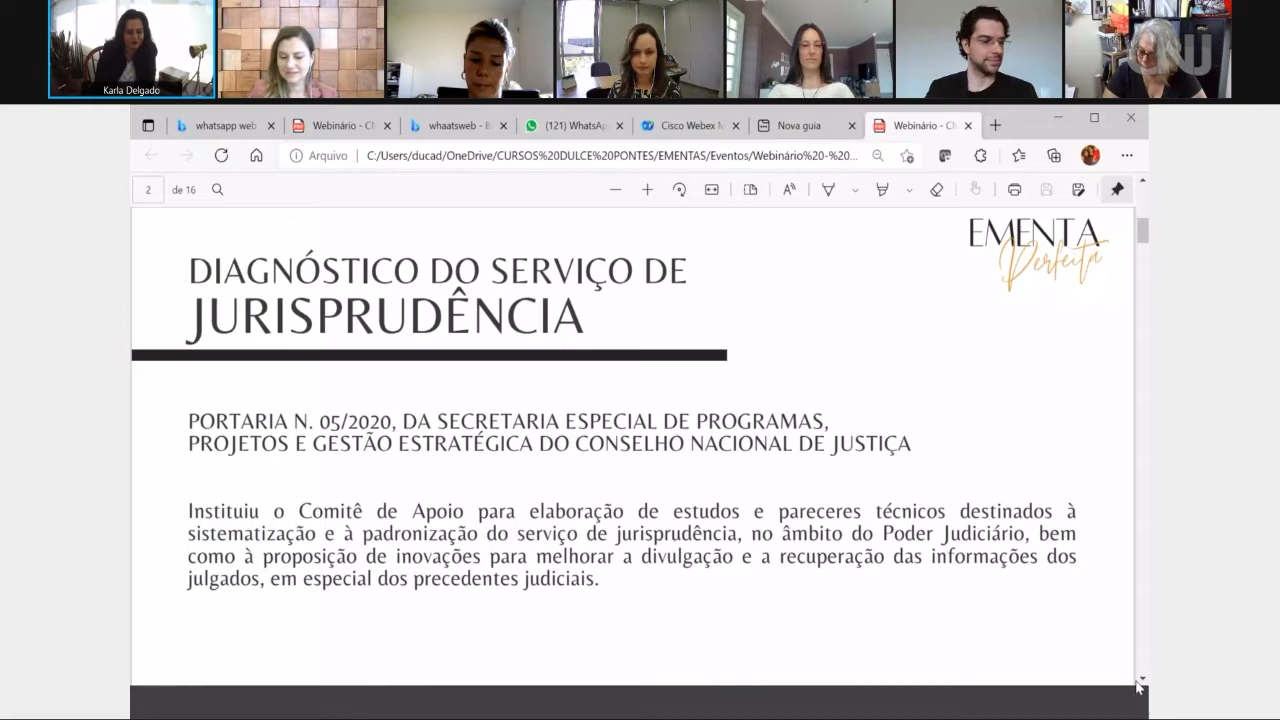 Karla Delgado
CNJ
whatsapp web
Webinário - C
whaatsweb - B
(121) WhatsAp
Cisco Webex M
Nova guia
Webinário - C
Arquivo
C:/Users/ducad/OneDrive/CURSOS%20DULCE%20PONTES/EMENTAS/Eventos/Webinário%20-%20...
2 de 16
EMENTA
Perfeita
DIAGNÓSTICO DO SERVIÇO DE
JURISPRUDÊNCIA
PORTARIA N. 05/2020, DA SECRETARIA ESPECIAL DE PROGRAMAS,
PROJETOS E GESTÃO ESTRATÉGICA DO CONSELHO NACIONAL DE JUSTIÇA
Instituiu o Comitê de Apoio para elaboração de estudos e pareceres técnicos destinados à
sistematização e à padronização do serviço de jurisprudência, no âmbito do Poder Judiciário, bem
como à proposição de inovações para melhorar a divulgação e a recuperação das informações dos
julgados, em especial dos precedentes judiciais.